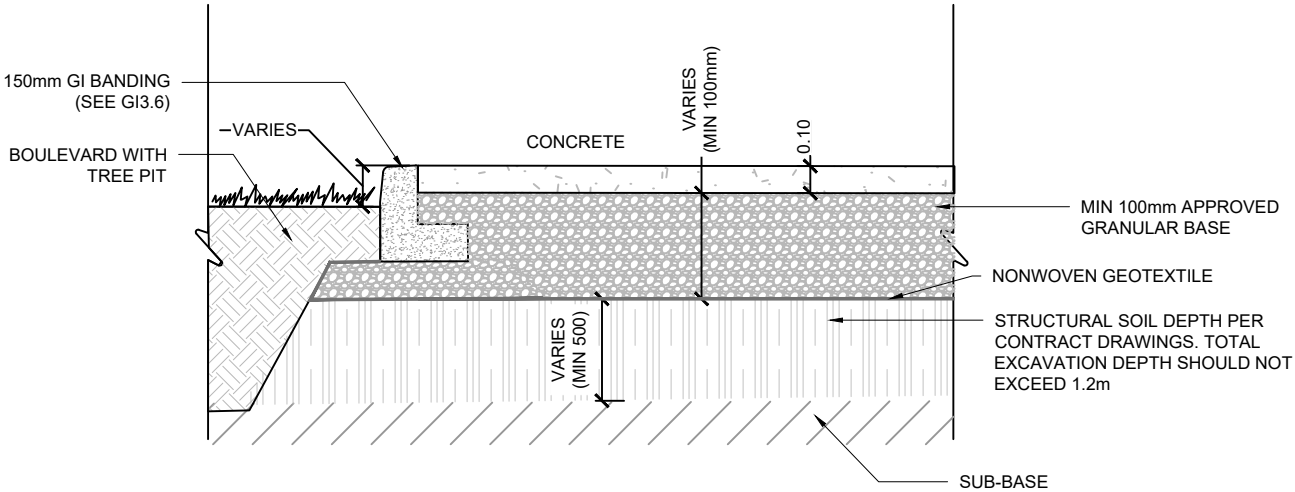 150mm GI BANDING
(SEE GI3.6)
VARIES
BOULEVARD WITH
TREE PIT
CONCRETE
VARIES
(MIN 100mm)
0.10
MIN 100mm APPROVED
GRANULAR BASE
NONWOVEN GEOTEXTILE
STRUCTURAL SOIL DEPTH PER
CONTRACT DRAWINGS. TOTAL
EXCAVATION DEPTH SHOULD NOT
EXCEED 1.2m
VARIES
(MIN 500)
SUB-BASE